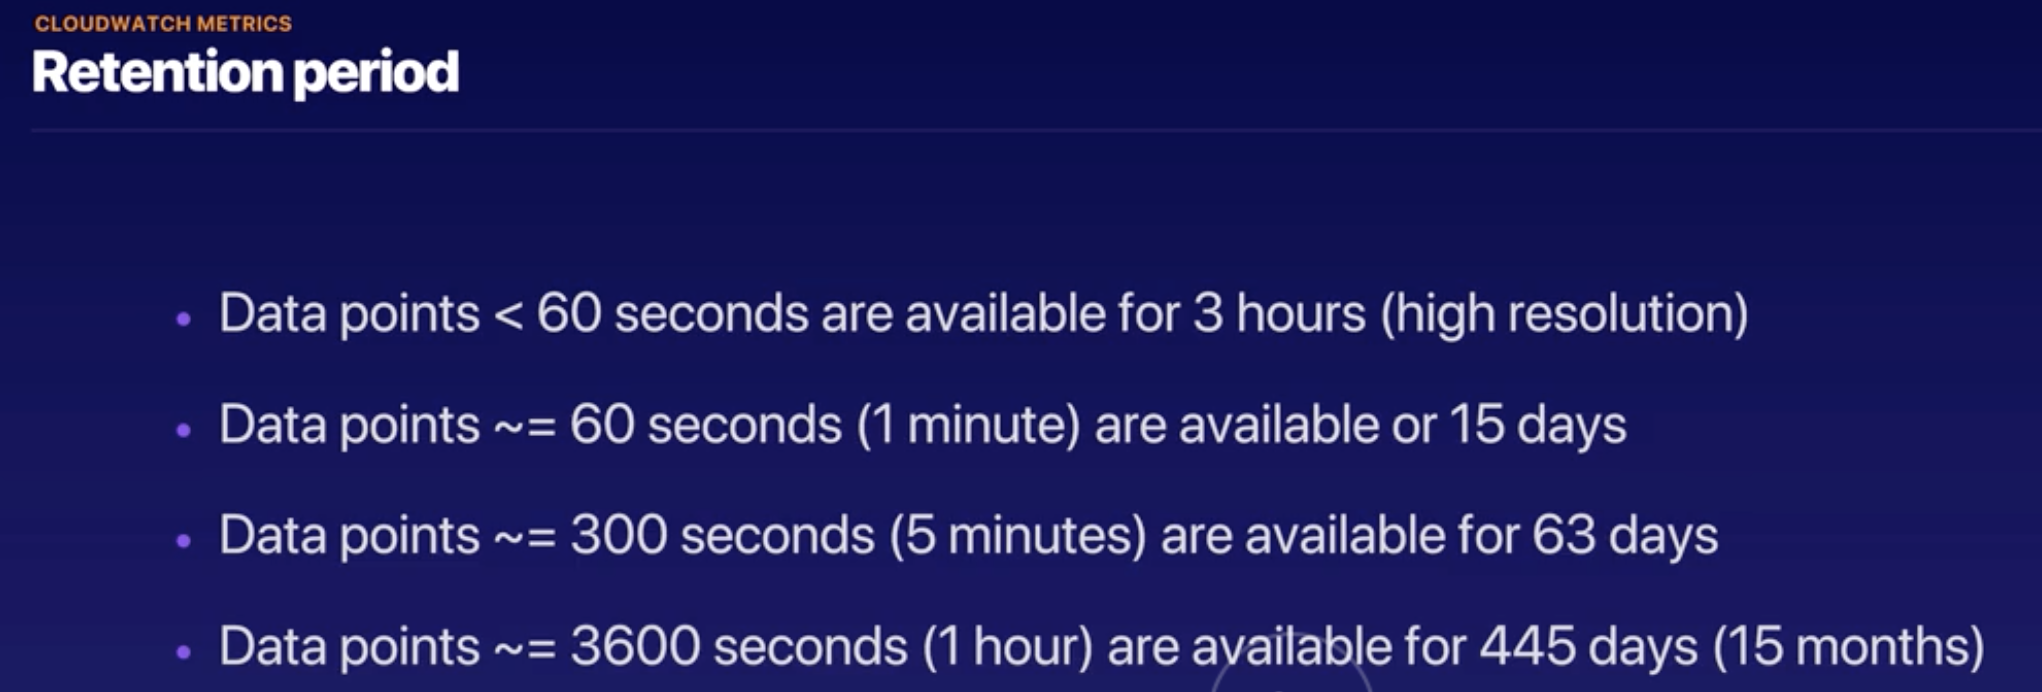 CLOUDWATCH METRICS
Retention period
• Data points < 60 seconds are available for 3 hours (high resolution)
• Data points ~= 60 seconds (1 minute) are available or 15 days
• Data points ~= 300 seconds (5 minutes) are available for 63 days
• Data points ~= 3600 seconds (1 hour) are available for 445 days (15 months)